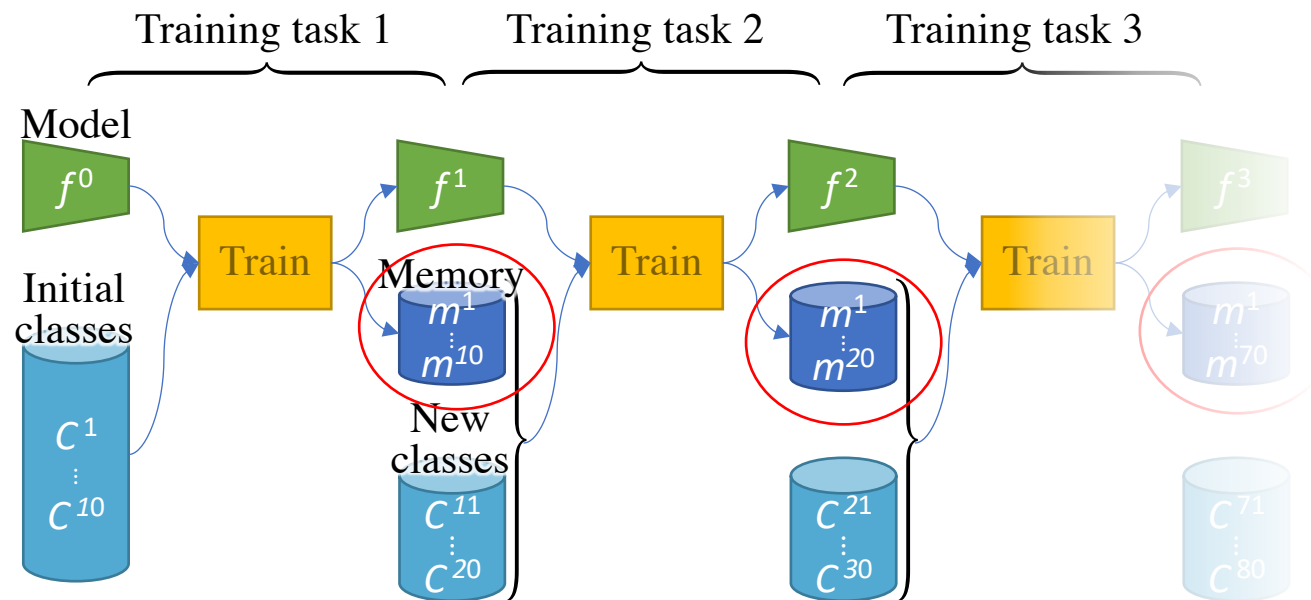 Training task 1
Training task 2
Training task 3
Model
f⁰
Train
Initial
classes
C¹
⋮
C¹⁰
f¹
Memory
m¹
⋮
m¹⁰
New
classes
C¹¹
⋮
C²⁰
Train
f²
m¹
⋮
m²⁰
C²¹
⋮
C³⁰
Train
f³
m¹
⋮
m⁷⁰
C⁷¹
⋮
C⁸⁰